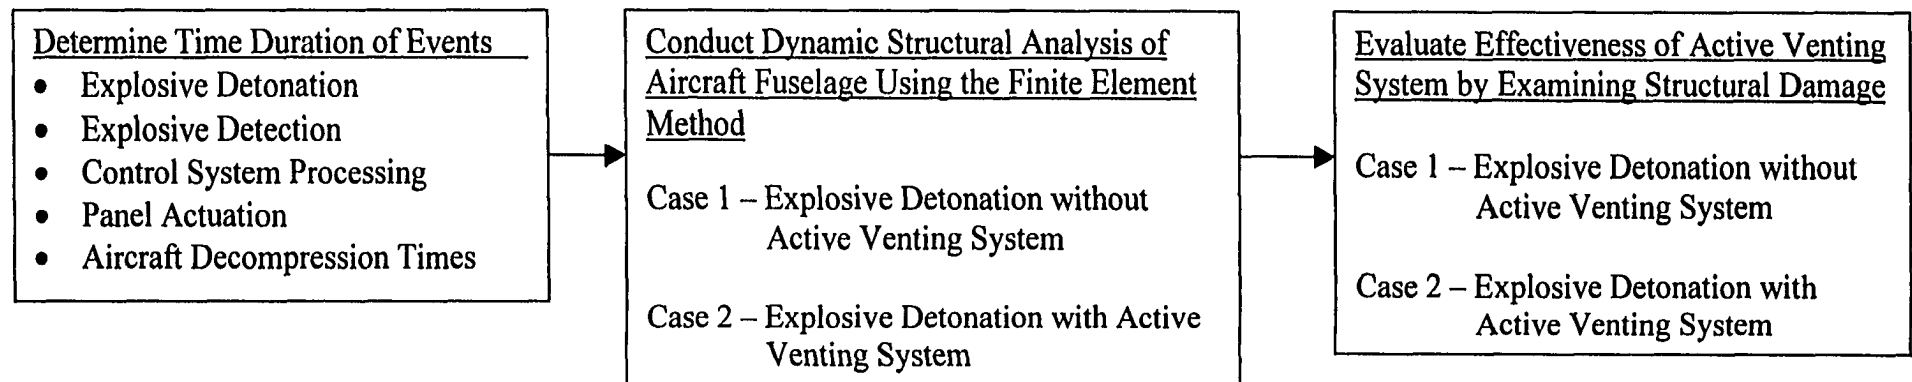 Determine Time Duration of Events
• Explosive Detonation
• Explosive Detection
• Control System Processing
• Panel Actuation
• Aircraft Decompression Times
Conduct Dynamic Structural Analysis of
Aircraft Fuselage Using the Finite Element
Method
Case 1 – Explosive Detonation without
Active Venting System
Case 2 – Explosive Detonation with Active
Venting System
Evaluate Effectiveness of Active Venting
System by Examining Structural Damage
Case 1 – Explosive Detonation without
Active Venting System
Case 2 – Explosive Detonation with
Active Venting System